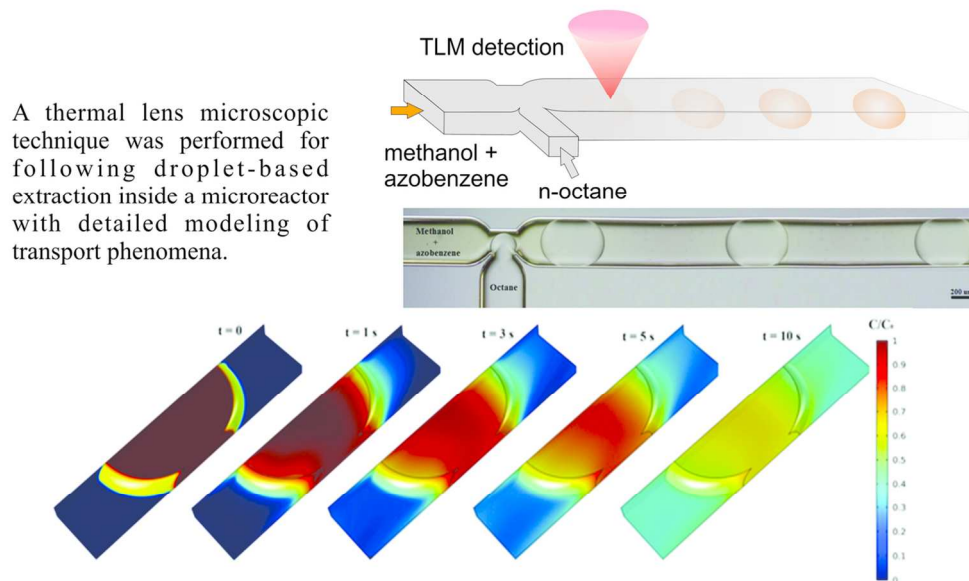 A thermal lens microscopic
technique was performed for
following droplet-based
extraction inside a microreactor
with detailed modeling of
transport phenomena.
TLM detection
methanol +
azobenzene
n-octane
Methanol
+
azobenzene
Octane
200 um
t = 0
t = 1 s
t = 3 s
t = 5 s
t = 10 s
C/C₀
1
0.9
0.8
0.7
0.6
0.5
0.4
0.3
0.2
0.1
0